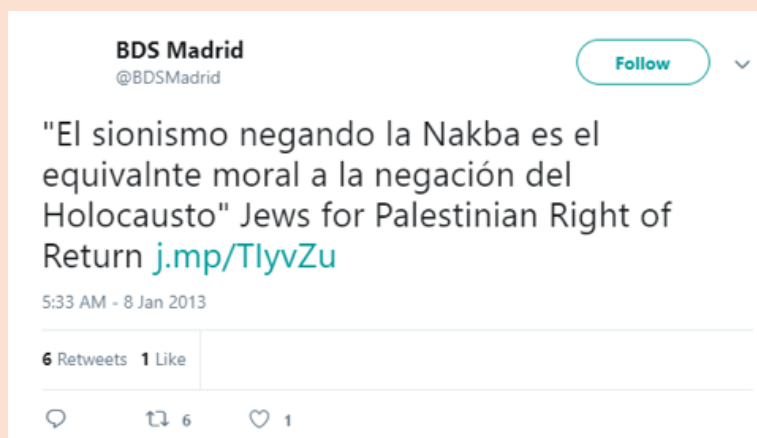 BDS Madrid
@BDSMadrid
Follow
"El sionismo negando la Nakba es el
equivalnte moral a la negación del
Holocausto" Jews for Palestinian Right of
Return j.mp/TIyvZu
5:33 AM - 8 Jan 2013
6 Retweets 1 Like
6 1